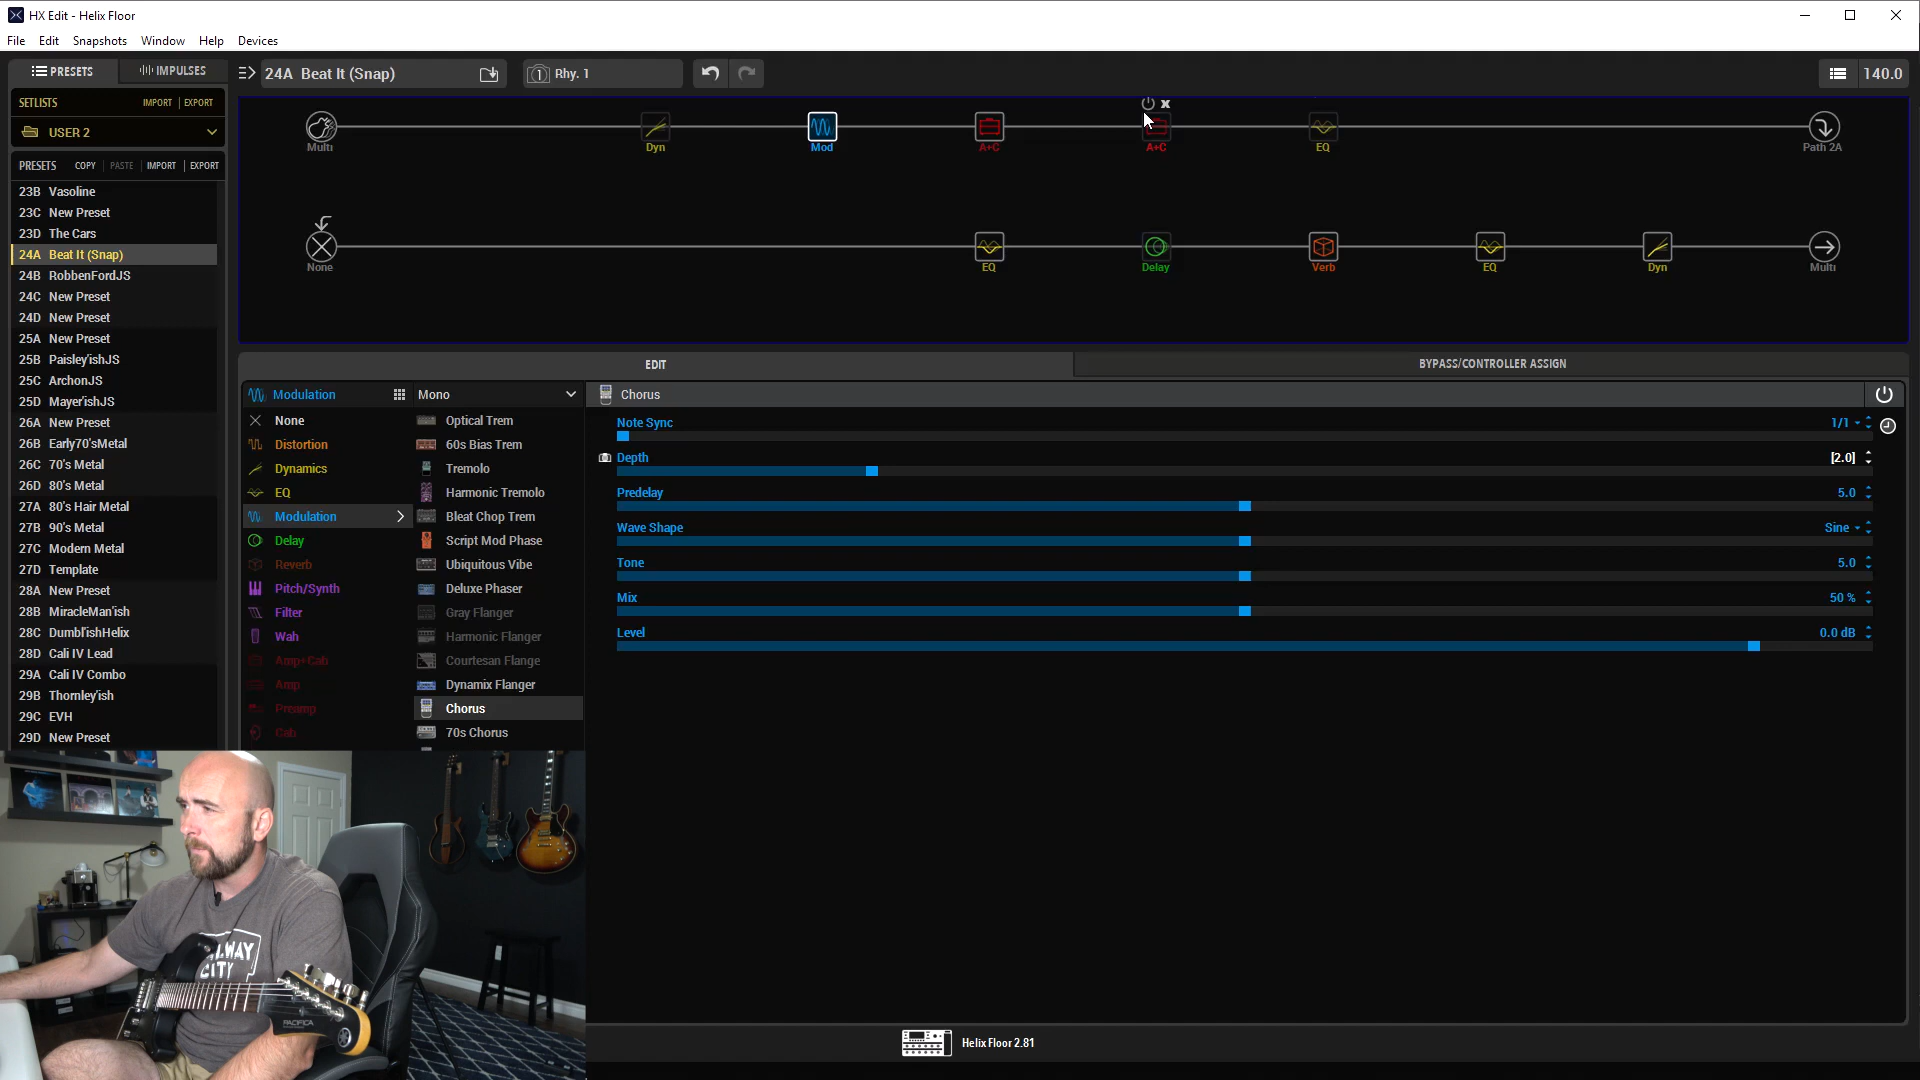 HX Edit - Helix Floor
File Edit Snapshots Window Help Devices
PRESETS IMPULSES
24A Beat It (Snap)
1 Rhy. 1
140.0
SETLISTS IMPORT | EXPORT
USER 2
PRESETS COPY | PASTE | IMPORT | EXPORT
23B Vasoline
23C New Preset
23D The Cars
24A Beat It (Snap)
24B RobbenFordJS
24C New Preset
24D New Preset
25A New Preset
25B Paisley'ishJS
25C ArchonJS
25D Mayer'ishJS
26A New Preset
26B Early70'sMetal
26C 70's Metal
26D 80's Metal
27A 80's Hair Metal
27B 90's Metal
27C Modern Metal
27D Template
28A New Preset
28B MiracleMan'ish
28C Dumbl'ishHelix
28D Cali IV Lead
29A Cali IV Combo
29B Thornley'ish
29C EVH
29D New Preset
Multi Dyn Mod A+C A+C EQ Path 2A
None EQ Delay Verb EQ Dyn Multi
EDIT BYPASS/CONTROLLER ASSIGN
Modulation
None
Distortion
Dynamics
EQ
Modulation
Delay
Reverb
Pitch/Synth
Filter
Wah
Amp+Cab
Amp
Preamp
Cab
Mono
Optical Trem
60s Bias Trem
Tremolo
Harmonic Tremolo
Bleat Chop Trem
Script Mod Phase
Ubiquitous Vibe
Deluxe Phaser
Gray Flanger
Harmonic Flanger
Courtesan Flange
Dynamix Flanger
Chorus
70s Chorus
Chorus
Note Sync 1/1
Depth [2.0]
Predelay 5.0
Wave Shape Sine
Tone 5.0
Mix 50 %
Level 0.0 dB
CITY
PACIFICA
Helix Floor 2.81